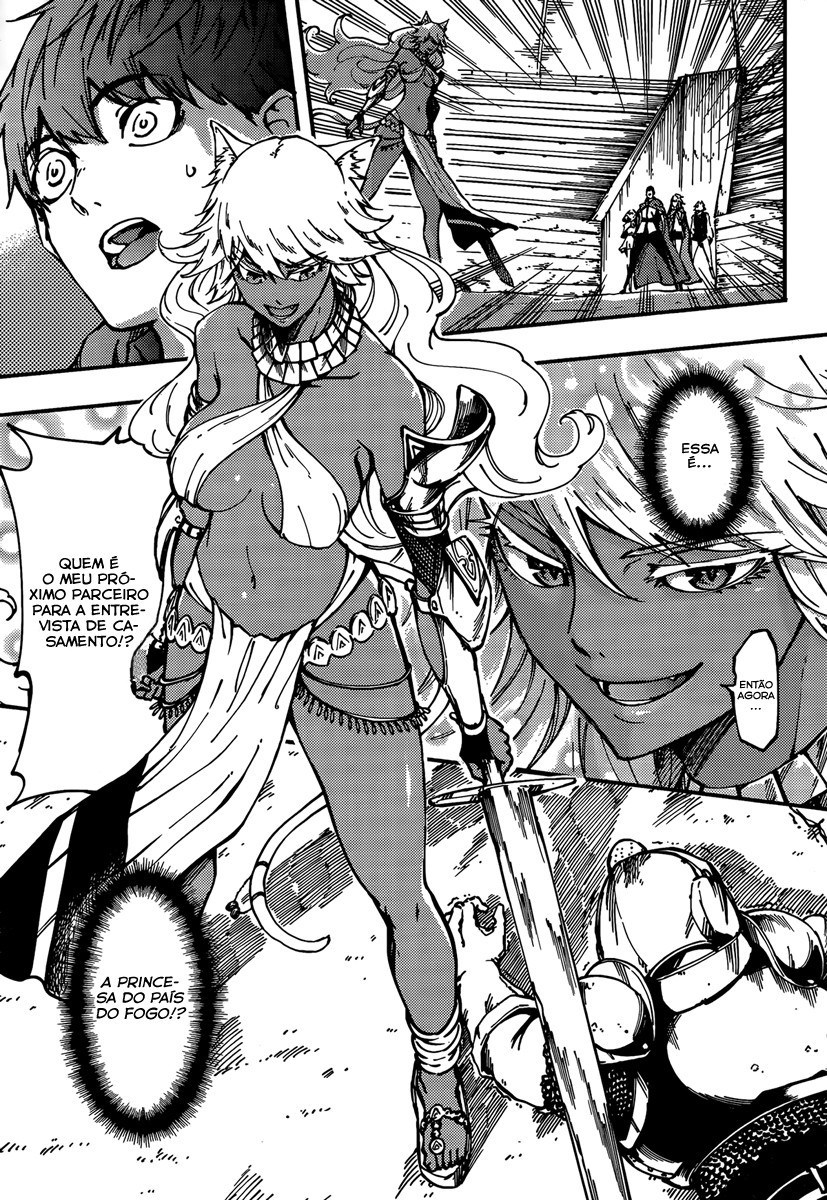 ESSA
É...
ENTÃO
AGORA
...
QUEM É
O MEU PRÓ-
XIMO PARCEIRO
PARA A ENTRE-
VISTA DE CA-
SAMENTO!?
A PRINCE-
SA DO PAÍS
DO FOGO!?